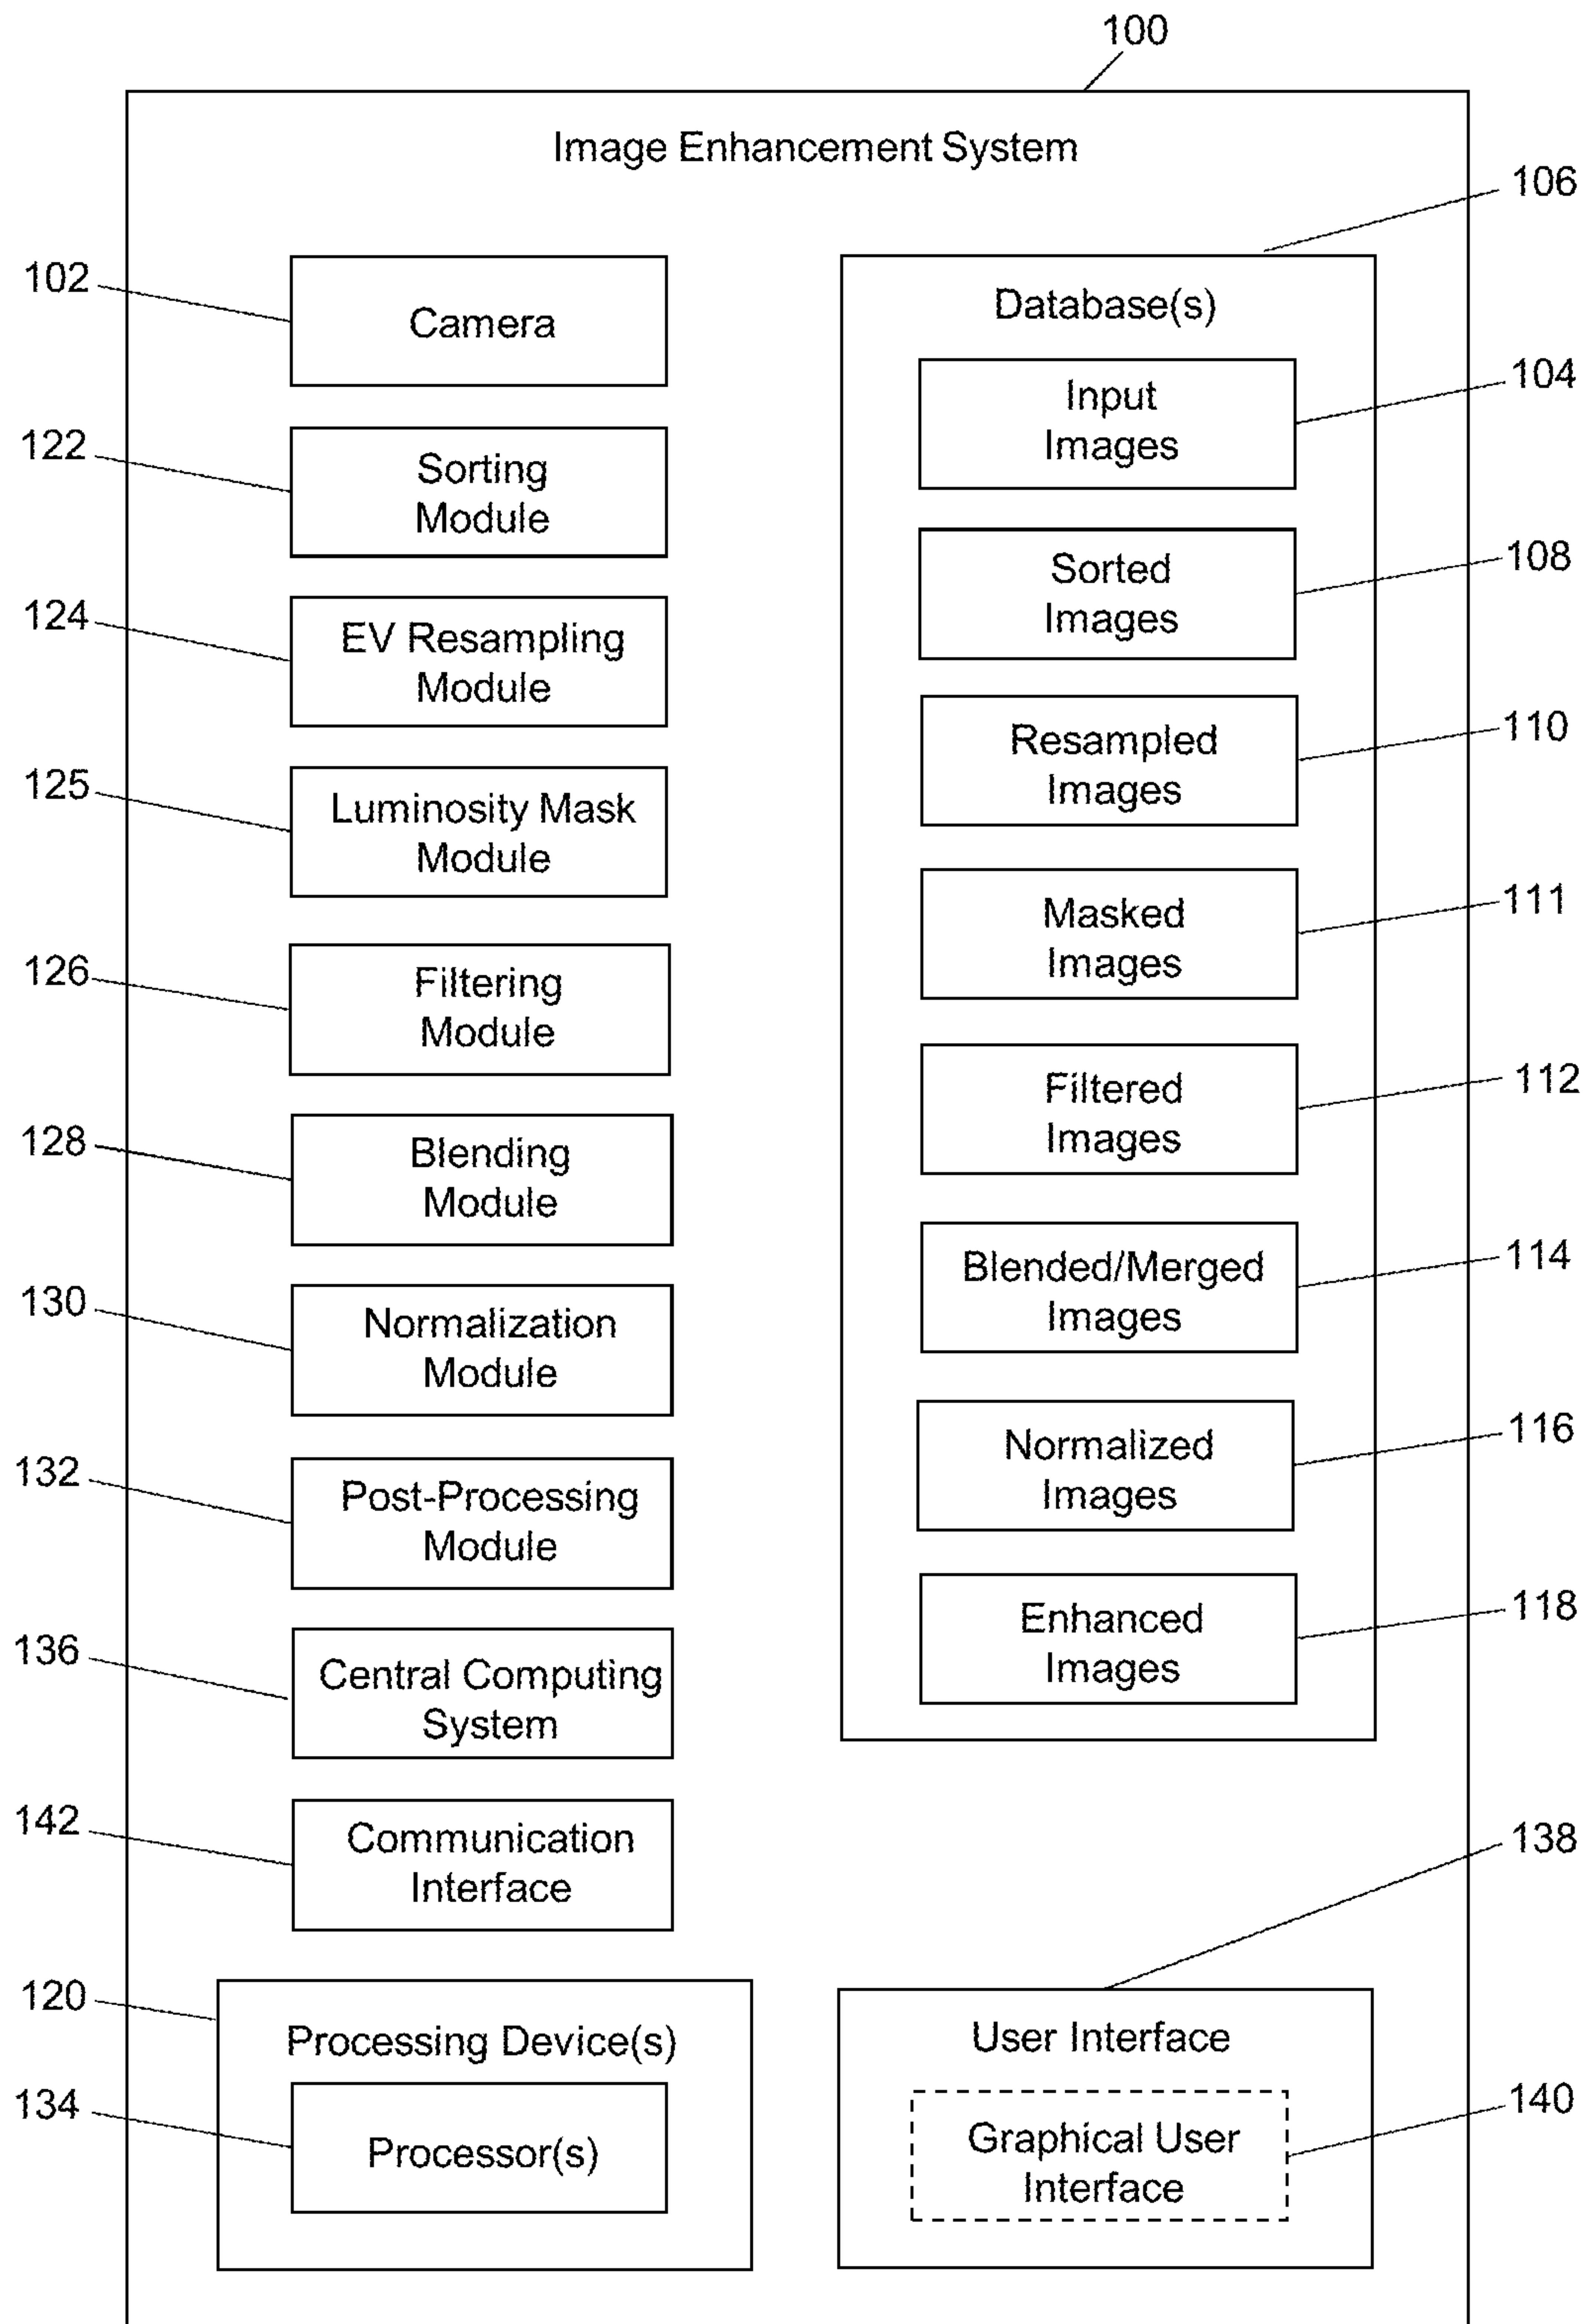 100
Image Enhancement System
102
Camera
122
Sorting
Module
124
EV Resampling
Module
125
Luminosity Mask
Module
126
Filtering
Module
128
Blending
Module
130
Normalization
Module
132
Post-Processing
Module
136
Central Computing
System
142
Communication
Interface
120
Processing Device(s)
134
Processor(s)
106
Database(s)
104
Input
Images
108
Sorted
Images
110
Resampled
Images
111
Masked
Images
112
Filtered
Images
114
Blended/Merged
Images
116
Normalized
Images
118
Enhanced
Images
138
User Interface
140
Graphical User
Interface